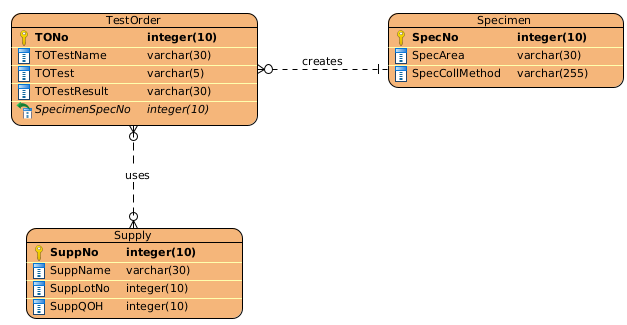 TestOrder
TONo integer(10)
TOTestName varchar(30)
TOTest varchar(5)
TOTestResult varchar(30)
SpecimenSpecNo integer(10)
creates
Specimen
SpecNo integer(10)
SpecArea varchar(30)
SpecCollMethod varchar(255)
uses
Supply
SuppNo integer(10)
SuppName varchar(30)
SuppLotNo integer(10)
SuppQOH integer(10)